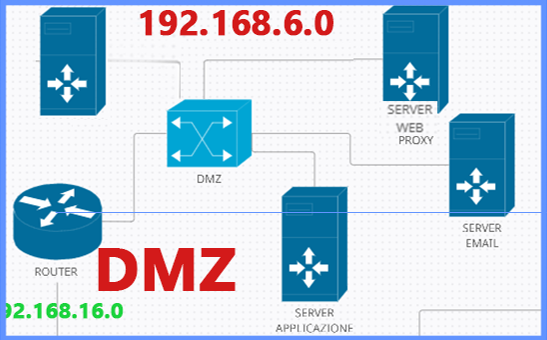 192.168.6.0
SERVER
WEB
PROXY
DMZ
SERVER
EMAIL
ROUTER
DMZ
92.168.16.0
SERVER
APPLICAZIONE